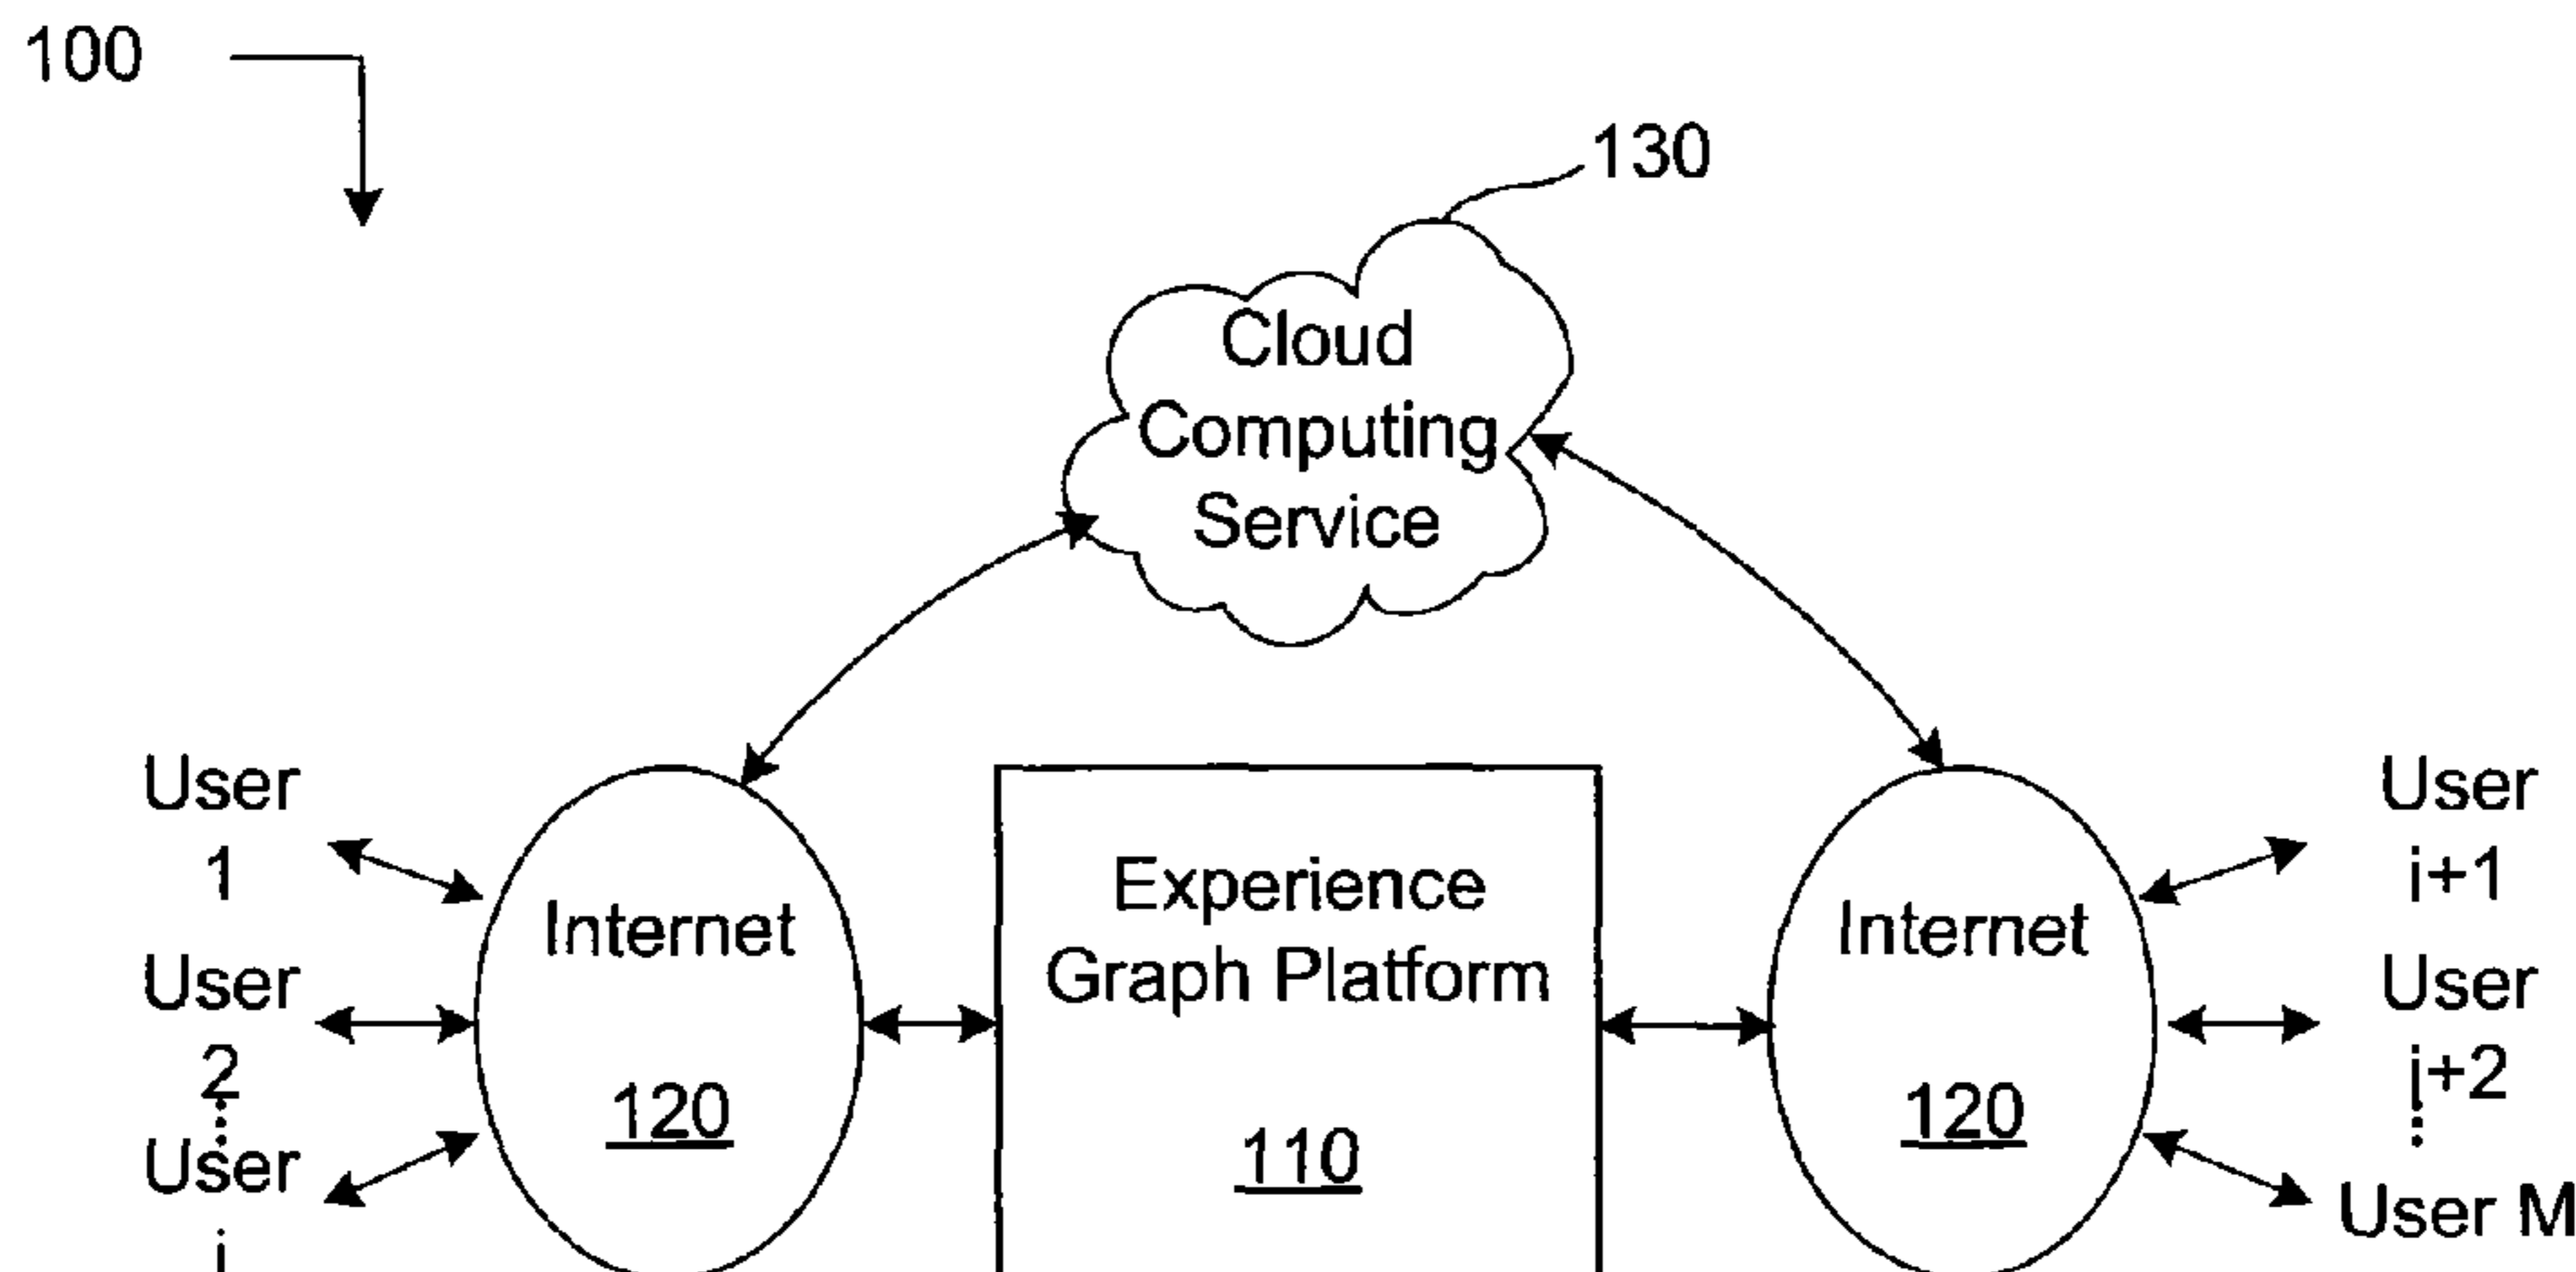 100
130
Cloud
Computing
Service
User
1
User
2
User
i
Internet
120
Experience
Graph Platform
110
Internet
120
User
i+1
User
i+2
User M